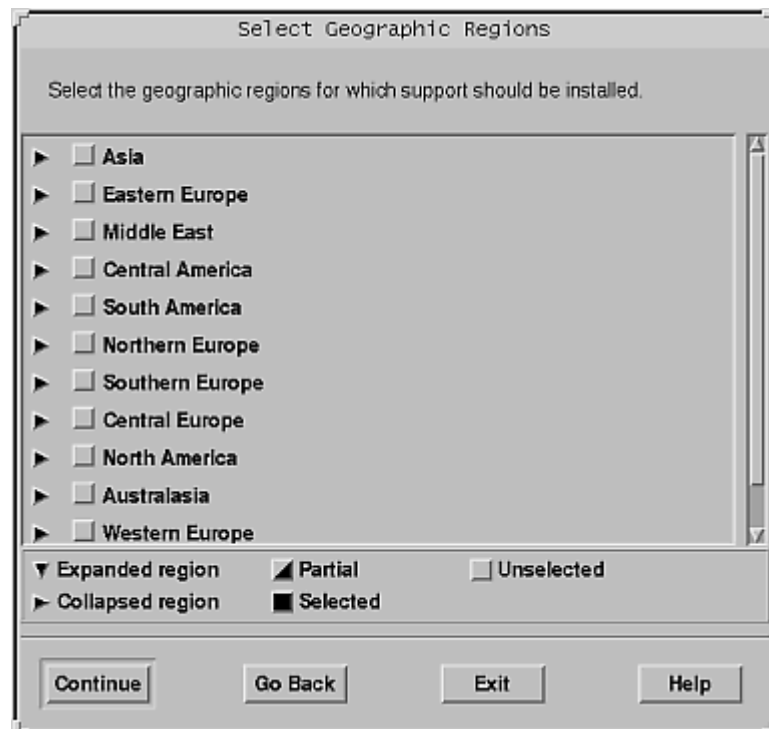 Select Geographic Regions
Select the geographic regions for which support should be installed.
Asia
Eastern Europe
Middle East
Central America
South America
Northern Europe
Southern Europe
Central Europe
North America
Australasia
Western Europe
Expanded region Partial Unselected
Collapsed region Selected
Continue Go Back Exit Help